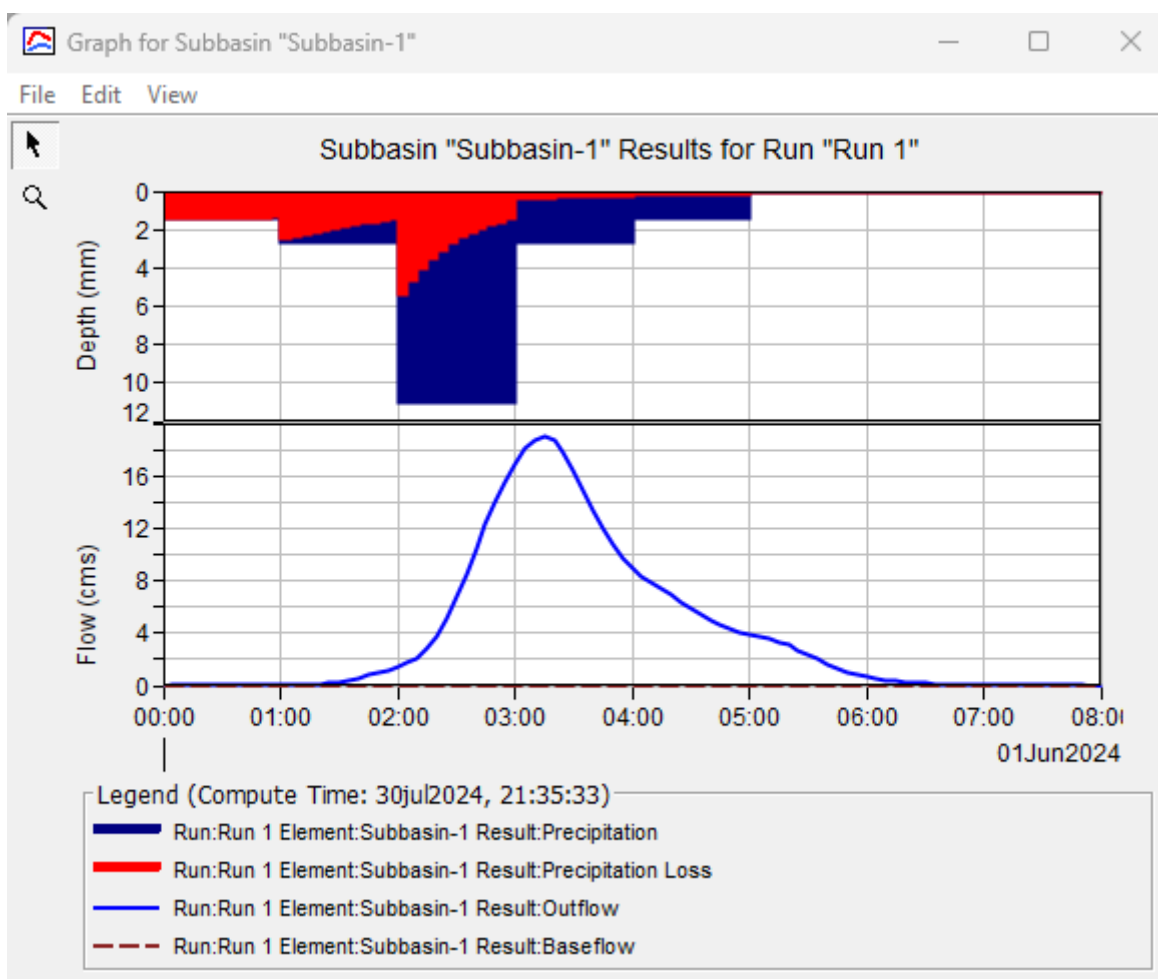 Graph for Subbasin "Subbasin-1"
File Edit View
Subbasin "Subbasin-1" Results for Run "Run 1"
0
2
4
6
8
10
12
Depth (mm)
16
12
8
4
0
Flow (cms)
00:00 01:00 02:00 03:00 04:00 05:00 06:00 07:00 08:0
01Jun2024
Legend (Compute Time: 30jul2024, 21:35:33)
Run:Run 1 Element:Subbasin-1 Result:Precipitation
Run:Run 1 Element:Subbasin-1 Result:Precipitation Loss
Run:Run 1 Element:Subbasin-1 Result:Outflow
Run:Run 1 Element:Subbasin-1 Result:Baseflow